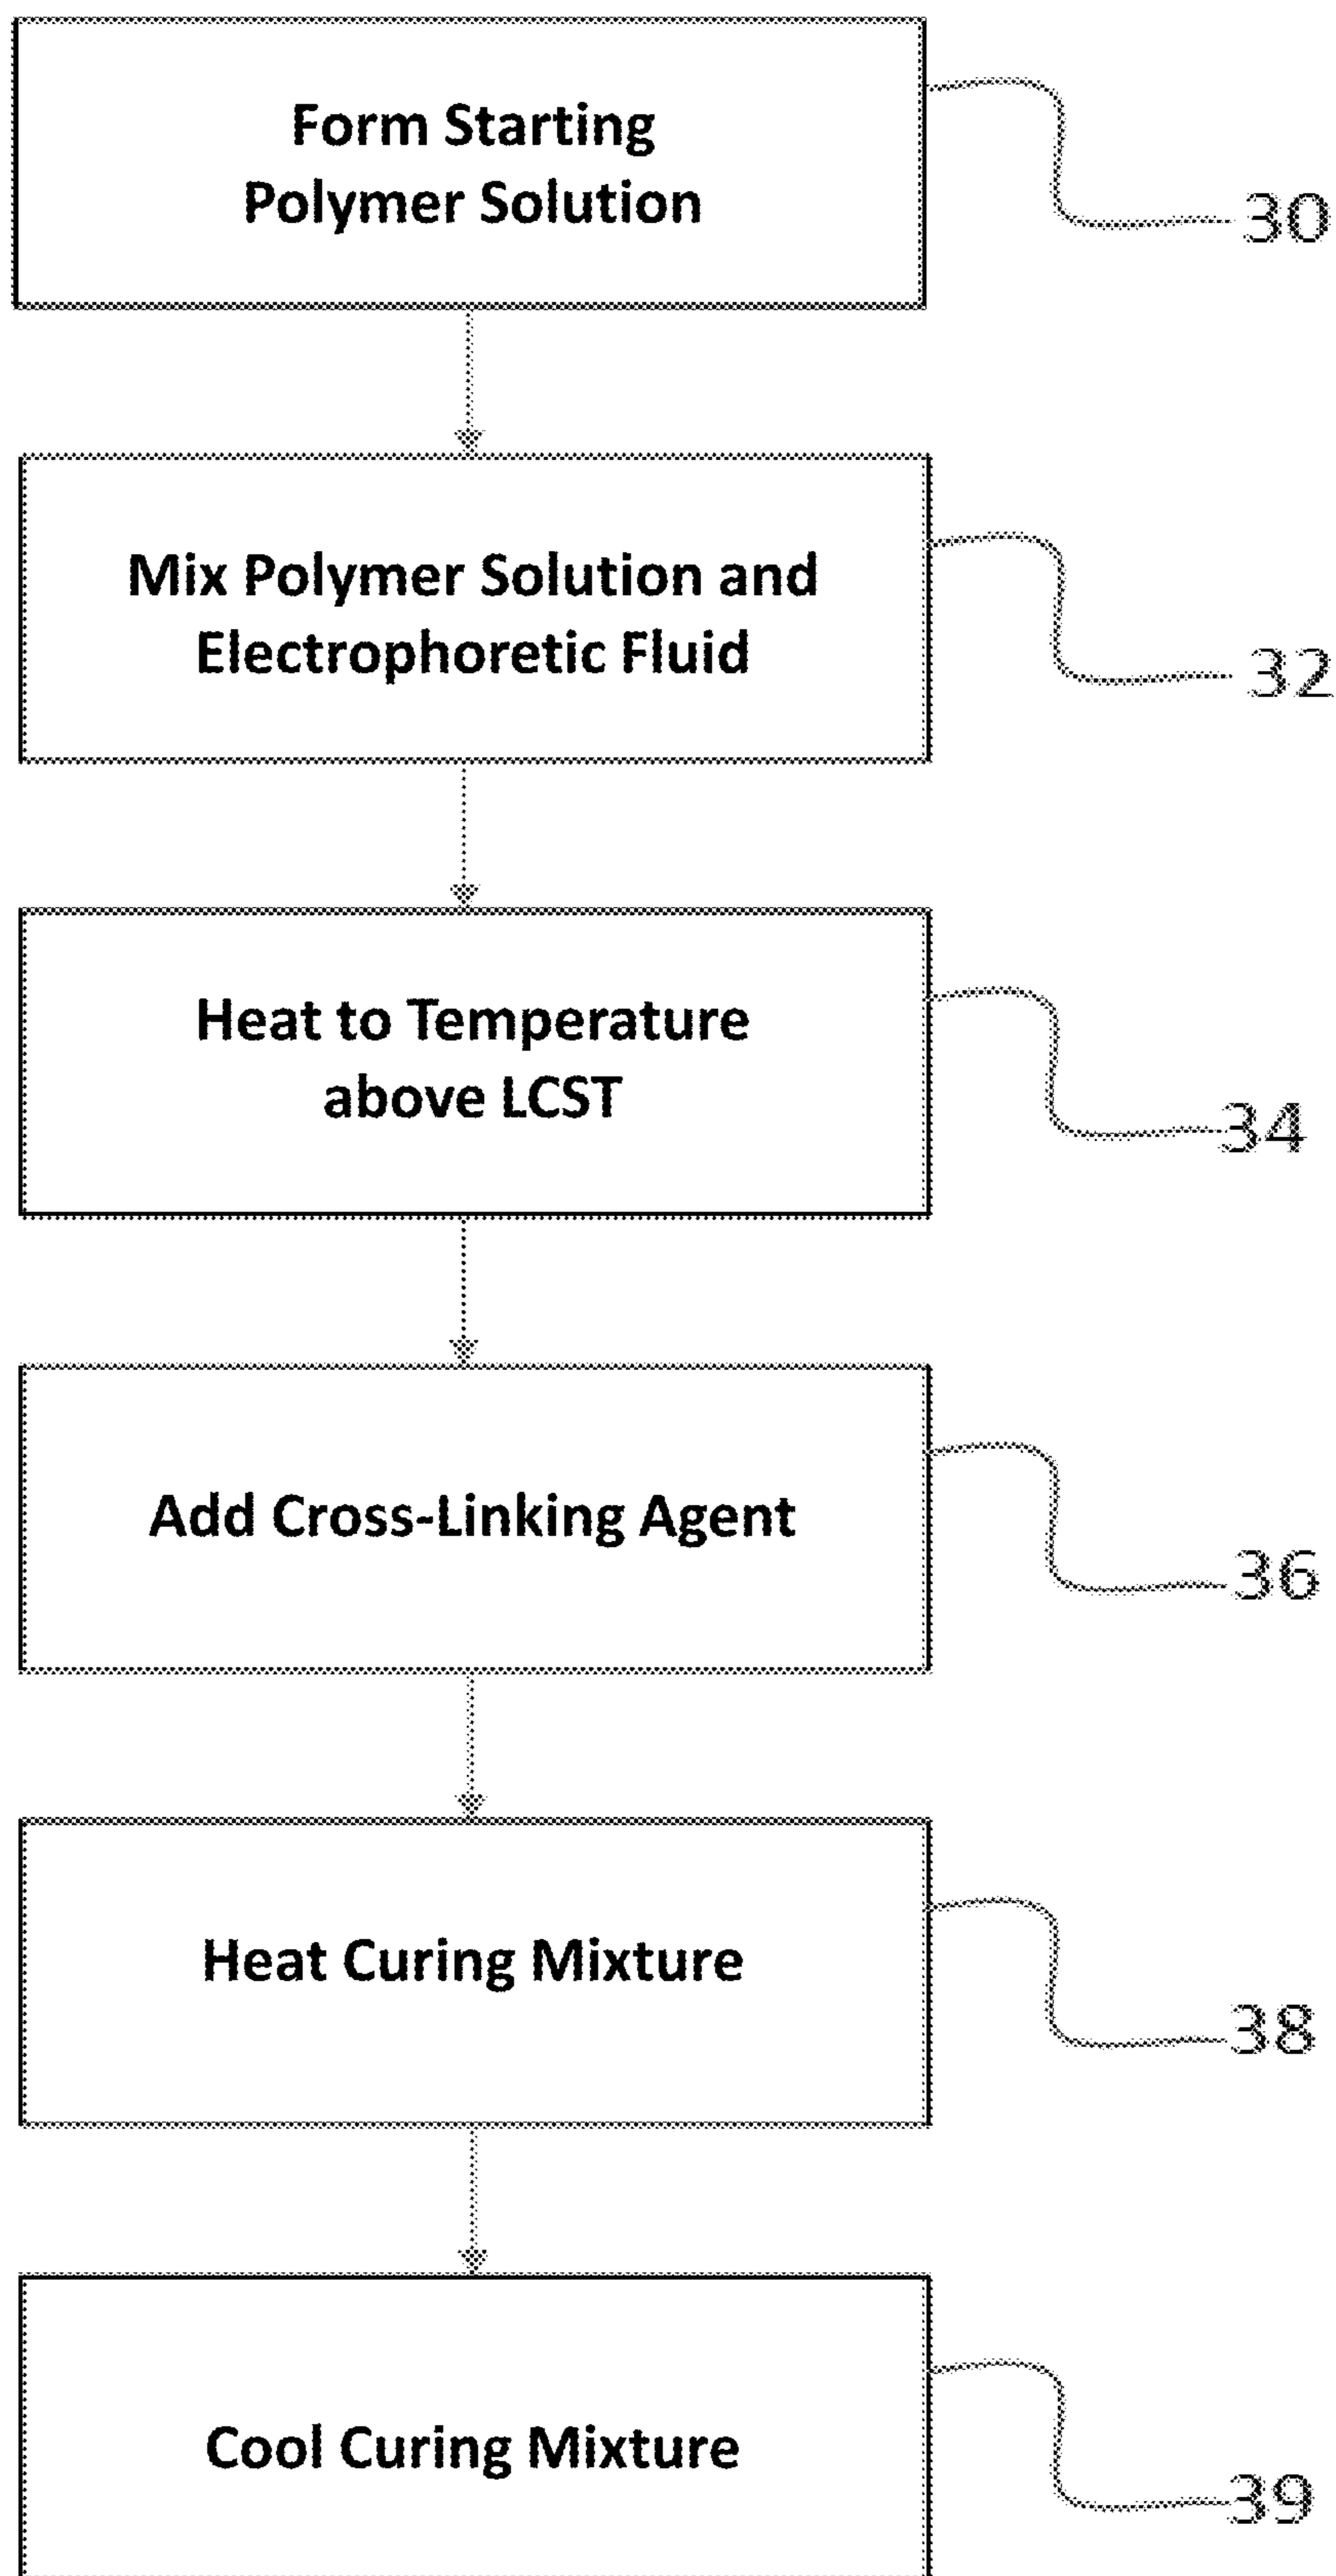 Form Starting
Polymer Solution
30
Mix Polymer Solution and
Electrophoretic Fluid
32
Heat to Temperature
above LCST
34
Add Cross-Linking Agent
36
Heat Curing Mixture
38
Cool Curing Mixture
39